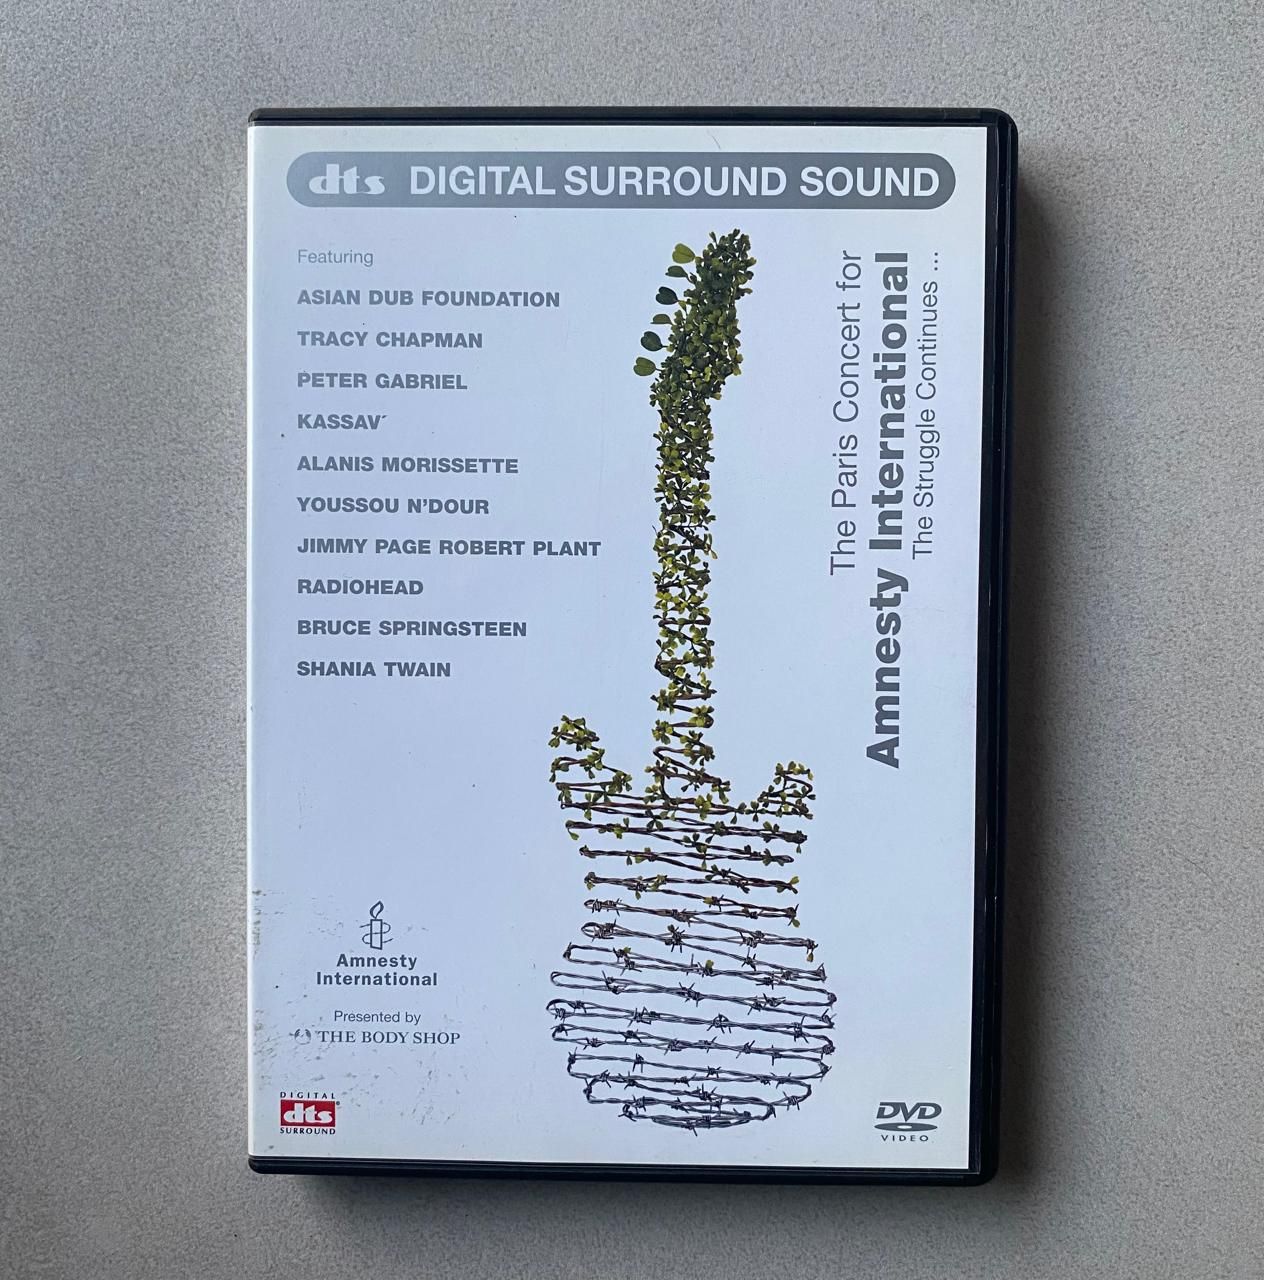 dts DIGITAL SURROUND SOUND
Featuring
ASIAN DUB FOUNDATION
TRACY CHAPMAN
PETER GABRIEL
KASSAV´
ALANIS MORISSETTE
YOUSSOU N’DOUR
JIMMY PAGE ROBERT PLANT
RADIOHEAD
BRUCE SPRINGSTEEN
SHANIA TWAIN
The Paris Concert for
Amnesty International
The Struggle Continues ...
Amnesty
International
Presented by
THE BODY SHOP
DIGITAL
dts®
SURROUND
DVD
VIDEO